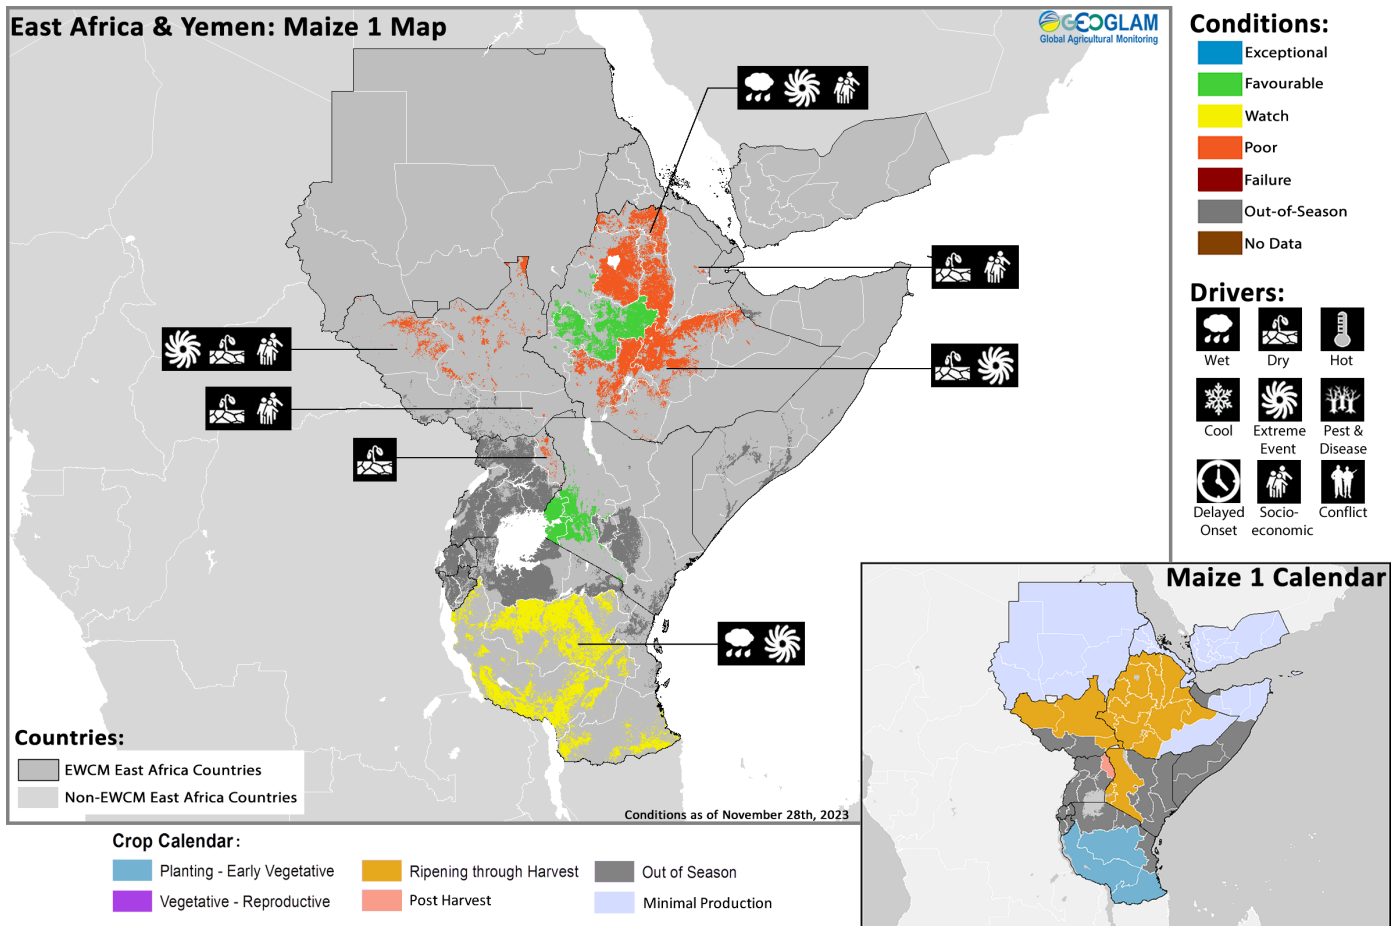 East Africa & Yemen: Maize 1 Map
GEOGLAM
Global Agricultural Monitoring
Conditions:
Exceptional
Favourable
Watch
Poor
Failure
Out-of-Season
No Data
Drivers:
Wet
Dry
Hot
Cool
Extreme
Event
Pest &
Disease
Delayed
Onset
Socio-
economic
Conflict
Countries:
EWCM East Africa Countries
Non-EWCM East Africa Countries
Conditions as of November 28th, 2023
Maize 1 Calendar
Crop Calendar:
Planting - Early Vegetative
Ripening through Harvest
Out of Season
Vegetative - Reproductive
Post Harvest
Minimal Production